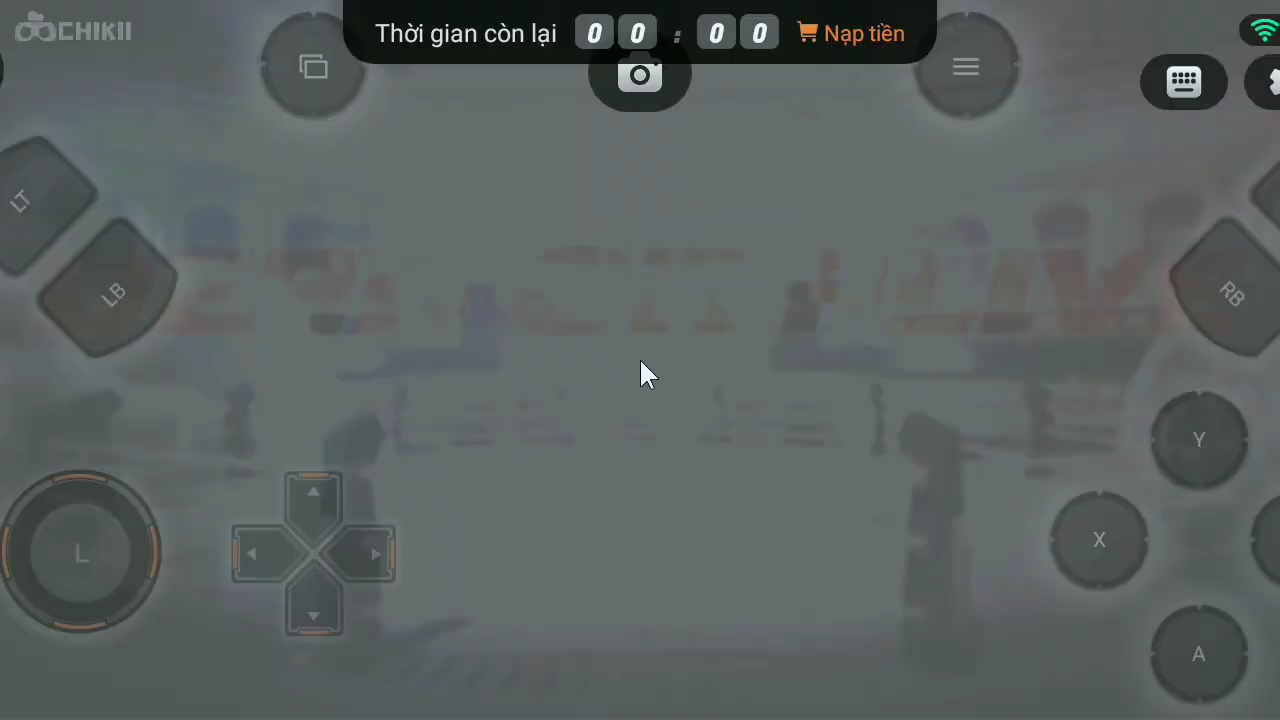 CHIKII
Thời gian còn lại 00:00 Nạp tiền
LT
LB
RB
Y
X
L
A